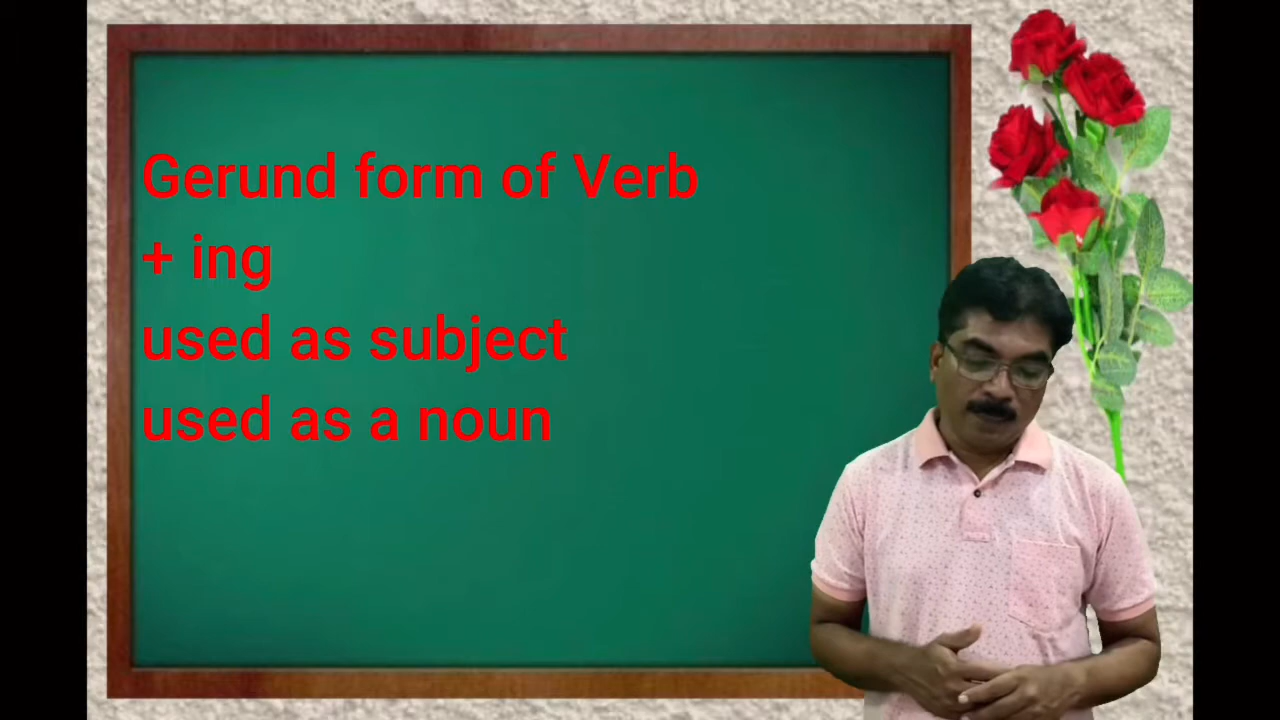 Gerund form of Verb
+ ing
used as subject
used as a noun